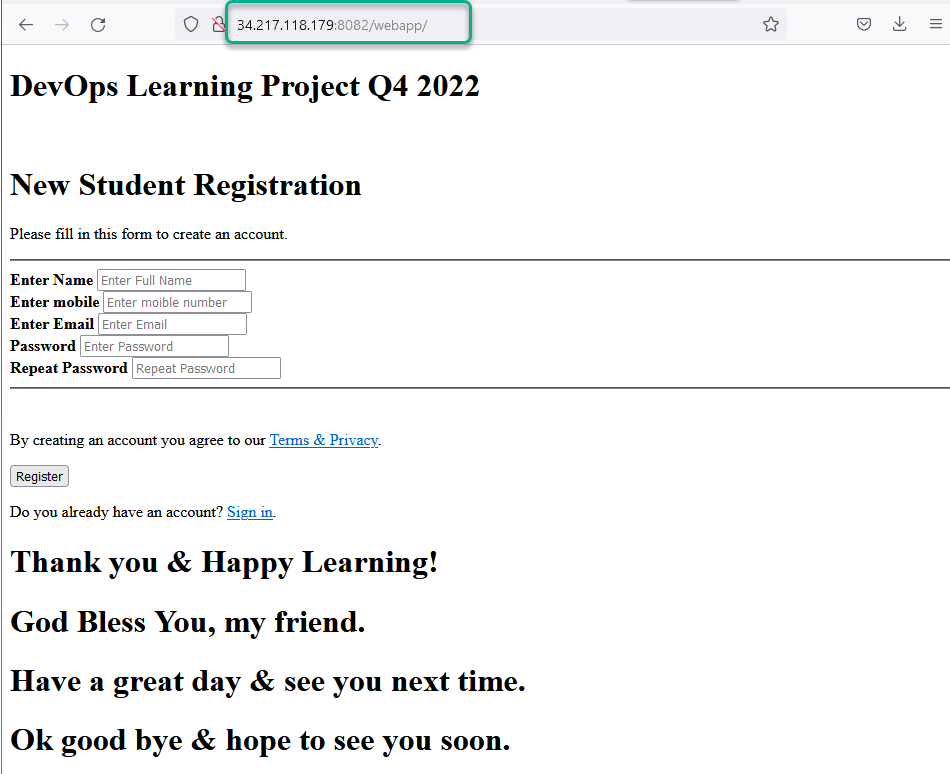 34.217.118.179:8082/webapp/
DevOps Learning Project Q4 2022
New Student Registration
Please fill in this form to create an account.
Enter Name Enter Full Name
Enter mobile Enter moible number
Enter Email Enter Email
Password Enter Password
Repeat Password Repeat Password
By creating an account you agree to our Terms & Privacy.
Register
Do you already have an account? Sign in.
Thank you & Happy Learning!
God Bless You, my friend.
Have a great day & see you next time.
Ok good bye & hope to see you soon.